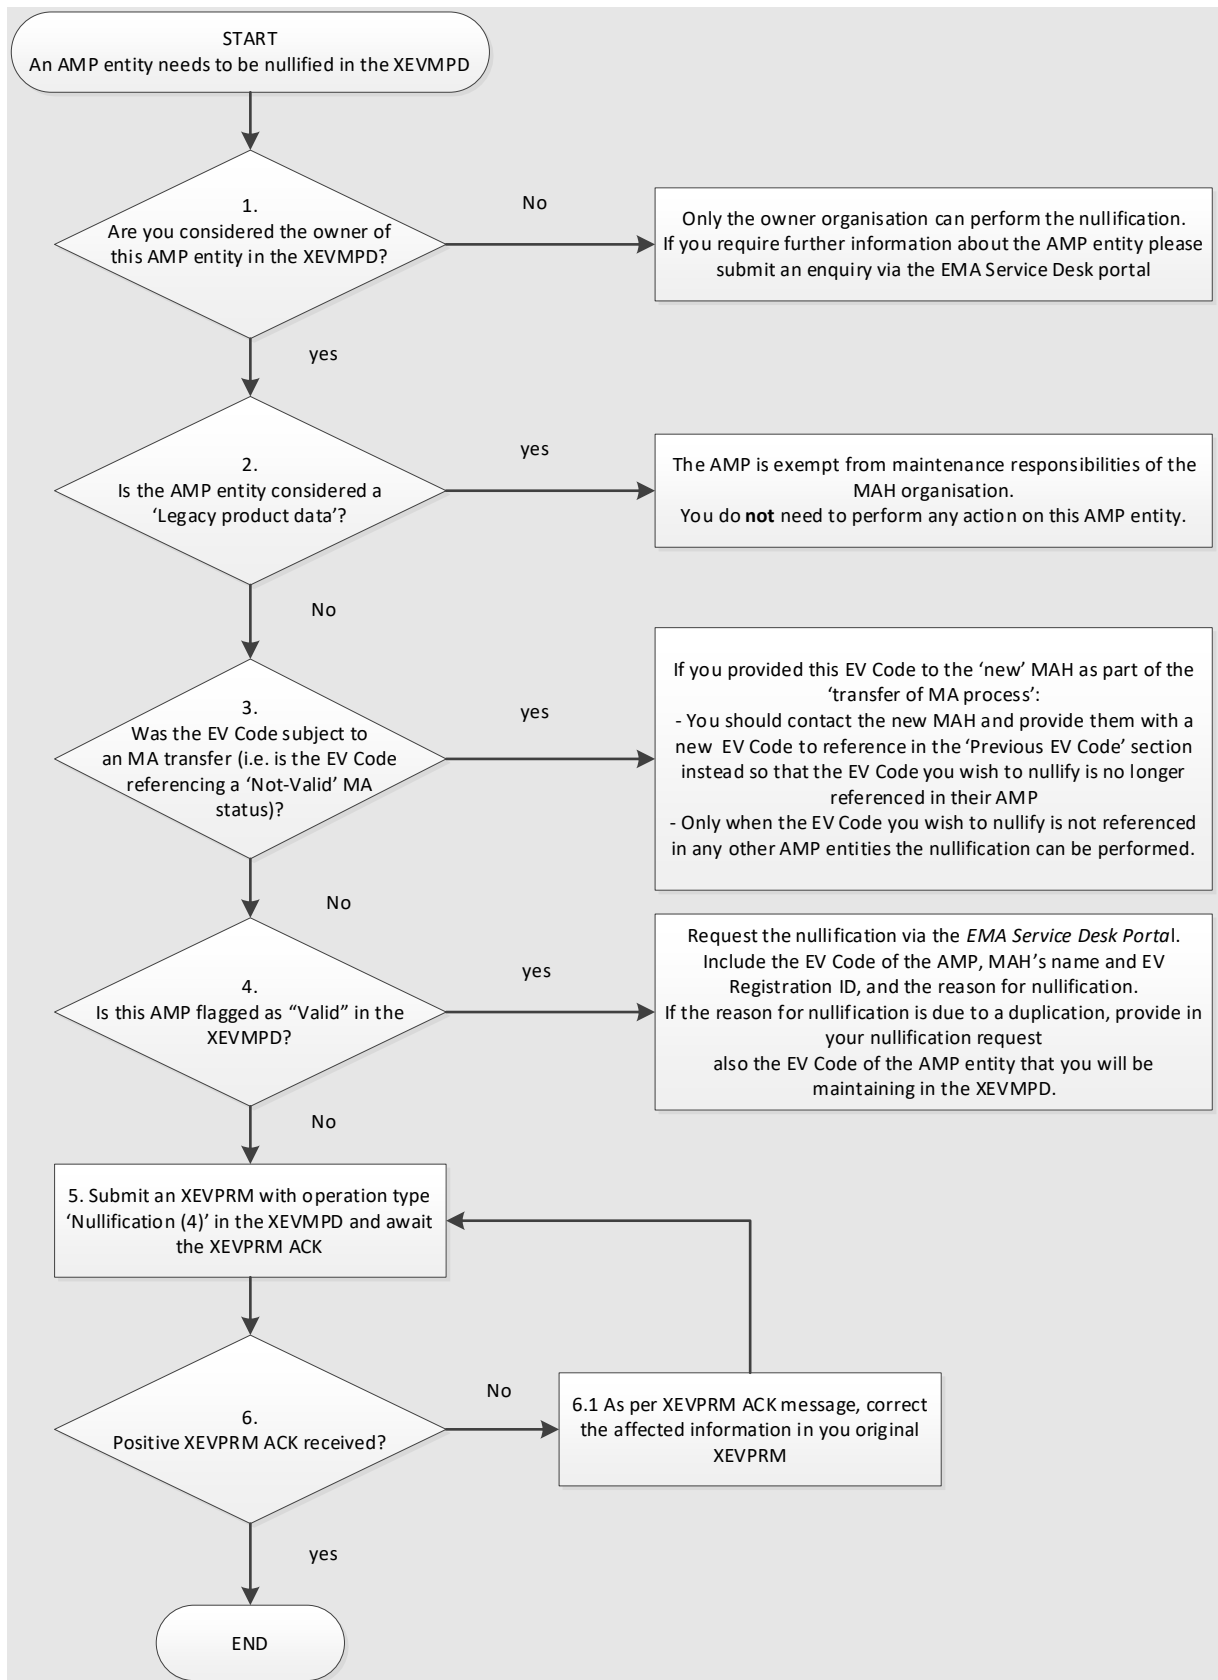 START
An AMP entity needs to be nullified in the XEVMPD
1.
Are you considered the owner of
this AMP entity in the XEVMPD?
No
Only the owner organisation can perform the nullification.
If you require further information about the AMP entity please
submit an enquiry via the EMA Service Desk portal
yes
2.
Is the AMP entity considered a
‘Legacy product data’?
yes
The AMP is exempt from maintenance responsibilities of the
MAH organisation.
You do not need to perform any action on this AMP entity.
No
3.
Was the EV Code subject to
an MA transfer (i.e. is the EV Code
referencing a ‘Not-Valid’ MA
status)?
yes
If you provided this EV Code to the ‘new’ MAH as part of the
‘transfer of MA process’:
- You should contact the new MAH and provide them with a
new EV Code to reference in the ‘Previous EV Code’ section
instead so that the EV Code you wish to nullify is no longer
referenced in their AMP
- Only when the EV Code you wish to nullify is not referenced
in any other AMP entities the nullification can be performed.
No
4.
Is this AMP flagged as “Valid” in the
XEVMPD?
yes
Request the nullification via the EMA Service Desk Portal.
Include the EV Code of the AMP, MAH’s name and EV
Registration ID, and the reason for nullification.
If the reason for nullification is due to a duplication, provide in
your nullification request
also the EV Code of the AMP entity that you will be
maintaining in the XEVMPD.
No
5. Submit an XEVPRM with operation type
‘Nullification (4)’ in the XEVMPD and await
the XEVPRM ACK
6.
Positive XEVPRM ACK received?
No
6.1 As per XEVPRM ACK message, correct
the affected information in you original
XEVPRM
yes
END